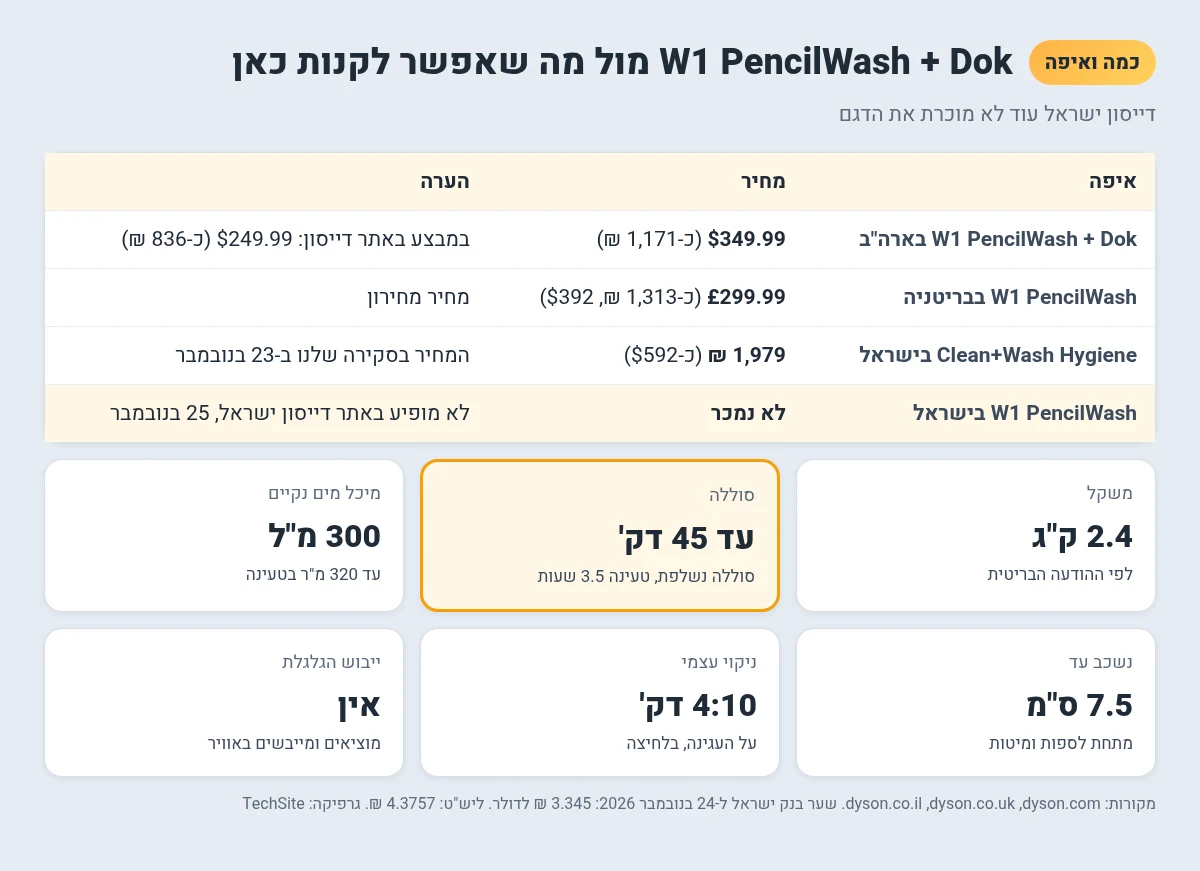 כמה ואיפה
W1 PencilWash + Dok מול מה שאפשר לקנות כאן
דייסון ישראל עוד לא מוכרת את הדגם
איפה מחיר הערה
W1 PencilWash + Dok בארה"ב $349.99 (כ-1,171 ₪) במבצע באתר דייסון: $249.99 (כ-836 ₪)
W1 PencilWash בבריטניה £299.99 (כ-1,313 ₪, $392) מחיר מחירון
Clean+Wash Hygiene בישראל 1,979 ₪ (כ-$592) המחיר בסקירה שלנו ב-23 בנובמבר
W1 PencilWash בישראל לא נמכר לא מופיע באתר דייסון ישראל, 25 בנובמבר
משקל
2.4 ק"ג
לפי ההודעה הבריטית
סוללה
עד 45 דק'
סוללה נשלפת, טעינה 3.5 שעות
מיכל מים נקיים
300 מ"ל
עד 320 מ"ר בטעינה
נשכב עד
7.5 ס"מ
מתחת לספות ומיטות
ניקוי עצמי
4:10 דק'
על העגינה, בלחיצה
ייבוש הגלגלת
אין
מוציאים ומייבשים באוויר
מקורות: dyson.com, dyson.co.uk, dyson.co.il. שער בנק ישראל ל-24 בנובמבר 2026: 3.345 ₪ לדולר. ליש"ט: 4.3757 ₪. גרפיקה: TechSite